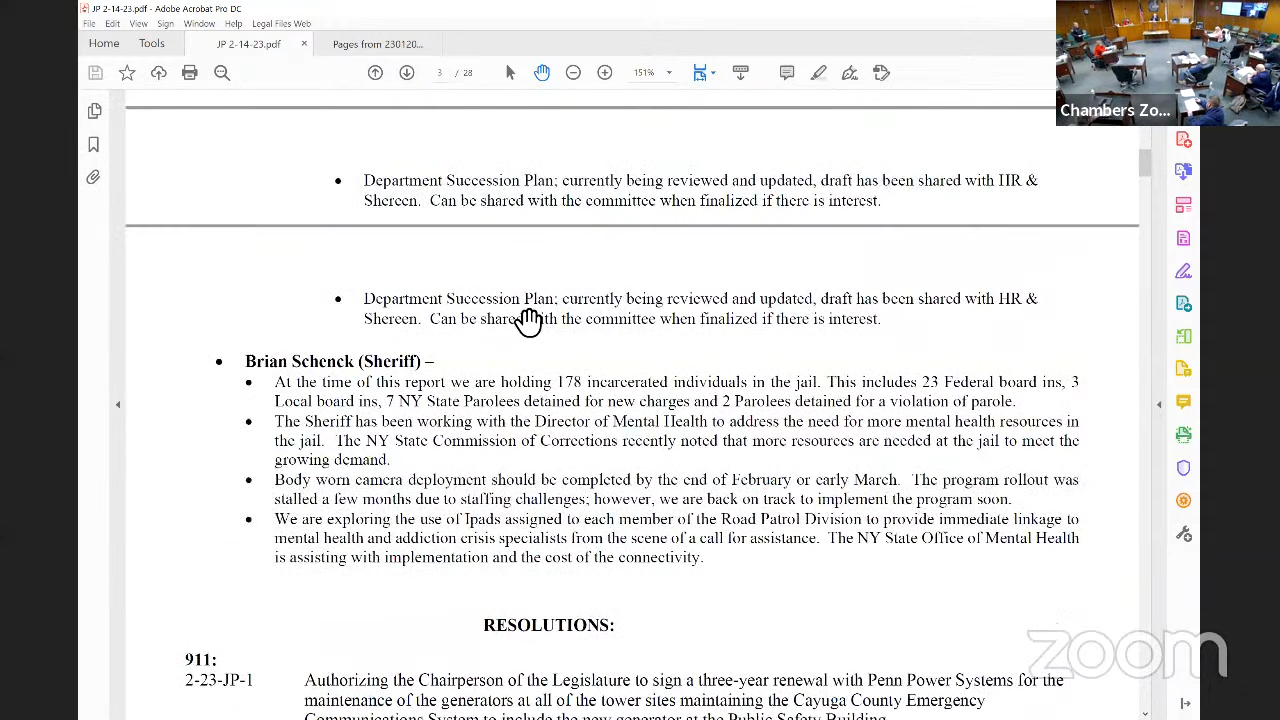 JP 2-14-23.pdf - Adobe Acrobat Pro DC
File Edit View Sign Window Help Legal Files Web
Home Tools JP 2-14-23.pdf × Pages from 230120...
3 / 28 151%
Chambers Zo...
• Department Succession Plan; currently being reviewed and updated, draft has been shared with HR &
Shereen. Can be shared with the committee when finalized if there is interest.
• Department Succession Plan; currently being reviewed and updated, draft has been shared with HR &
Shereen. Can be shared with the committee when finalized if there is interest.
• Brian Schenck (Sheriff) –
• At the time of this report we are holding 178 incarcerated individuals in the jail. This includes 23 Federal board ins, 3
Local board ins, 7 NY State Parolees detained for new charges and 2 Parolees detained for a violation of parole.
• The Sheriff has been working with the Director of Mental Health to address the need for more mental health resources in
the jail. The NY State Commission of Corrections recently noted that more resources are needed at the jail to meet the
growing demand.
• Body worn camera deployment should be completed by the end of February or early March. The program rollout was
stalled a few months due to staffing challenges; however, we are back on track to implement the program soon.
• We are exploring the use of Ipads assigned to each member of the Road Patrol Division to provide immediate linkage to
mental health and addiction crisis specialists from the scene of a call for assistance. The NY State Office of Mental Health
is assisting with implementation and the cost of the connectivity.
RESOLUTIONS:
911:
2-23-JP-1 Authorizing the Chairperson of the Legislature to sign a three-year renewal with Penn Power Systems for the
maintenance of the generators at all of the tower sites maintaining the Cayuga County Emergency
Communications System to include the new generator at the Public Safety Building
zoom